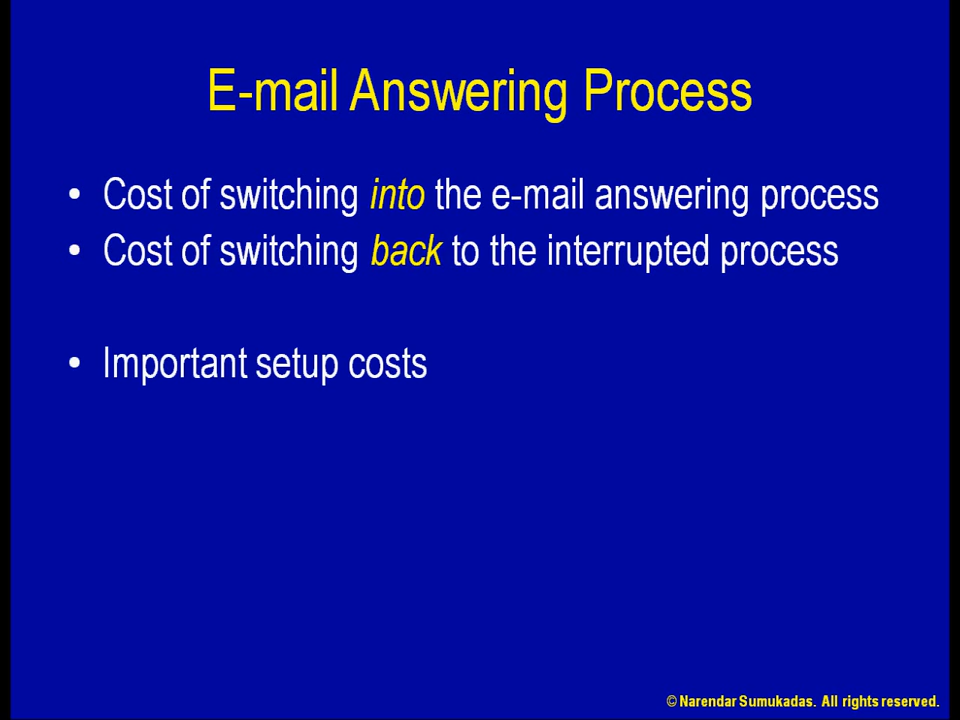 E-mail Answering Process
• Cost of switching into the e-mail answering process
• Cost of switching back to the interrupted process
• Important setup costs
© Narendar Sumukadas. All rights reserved.